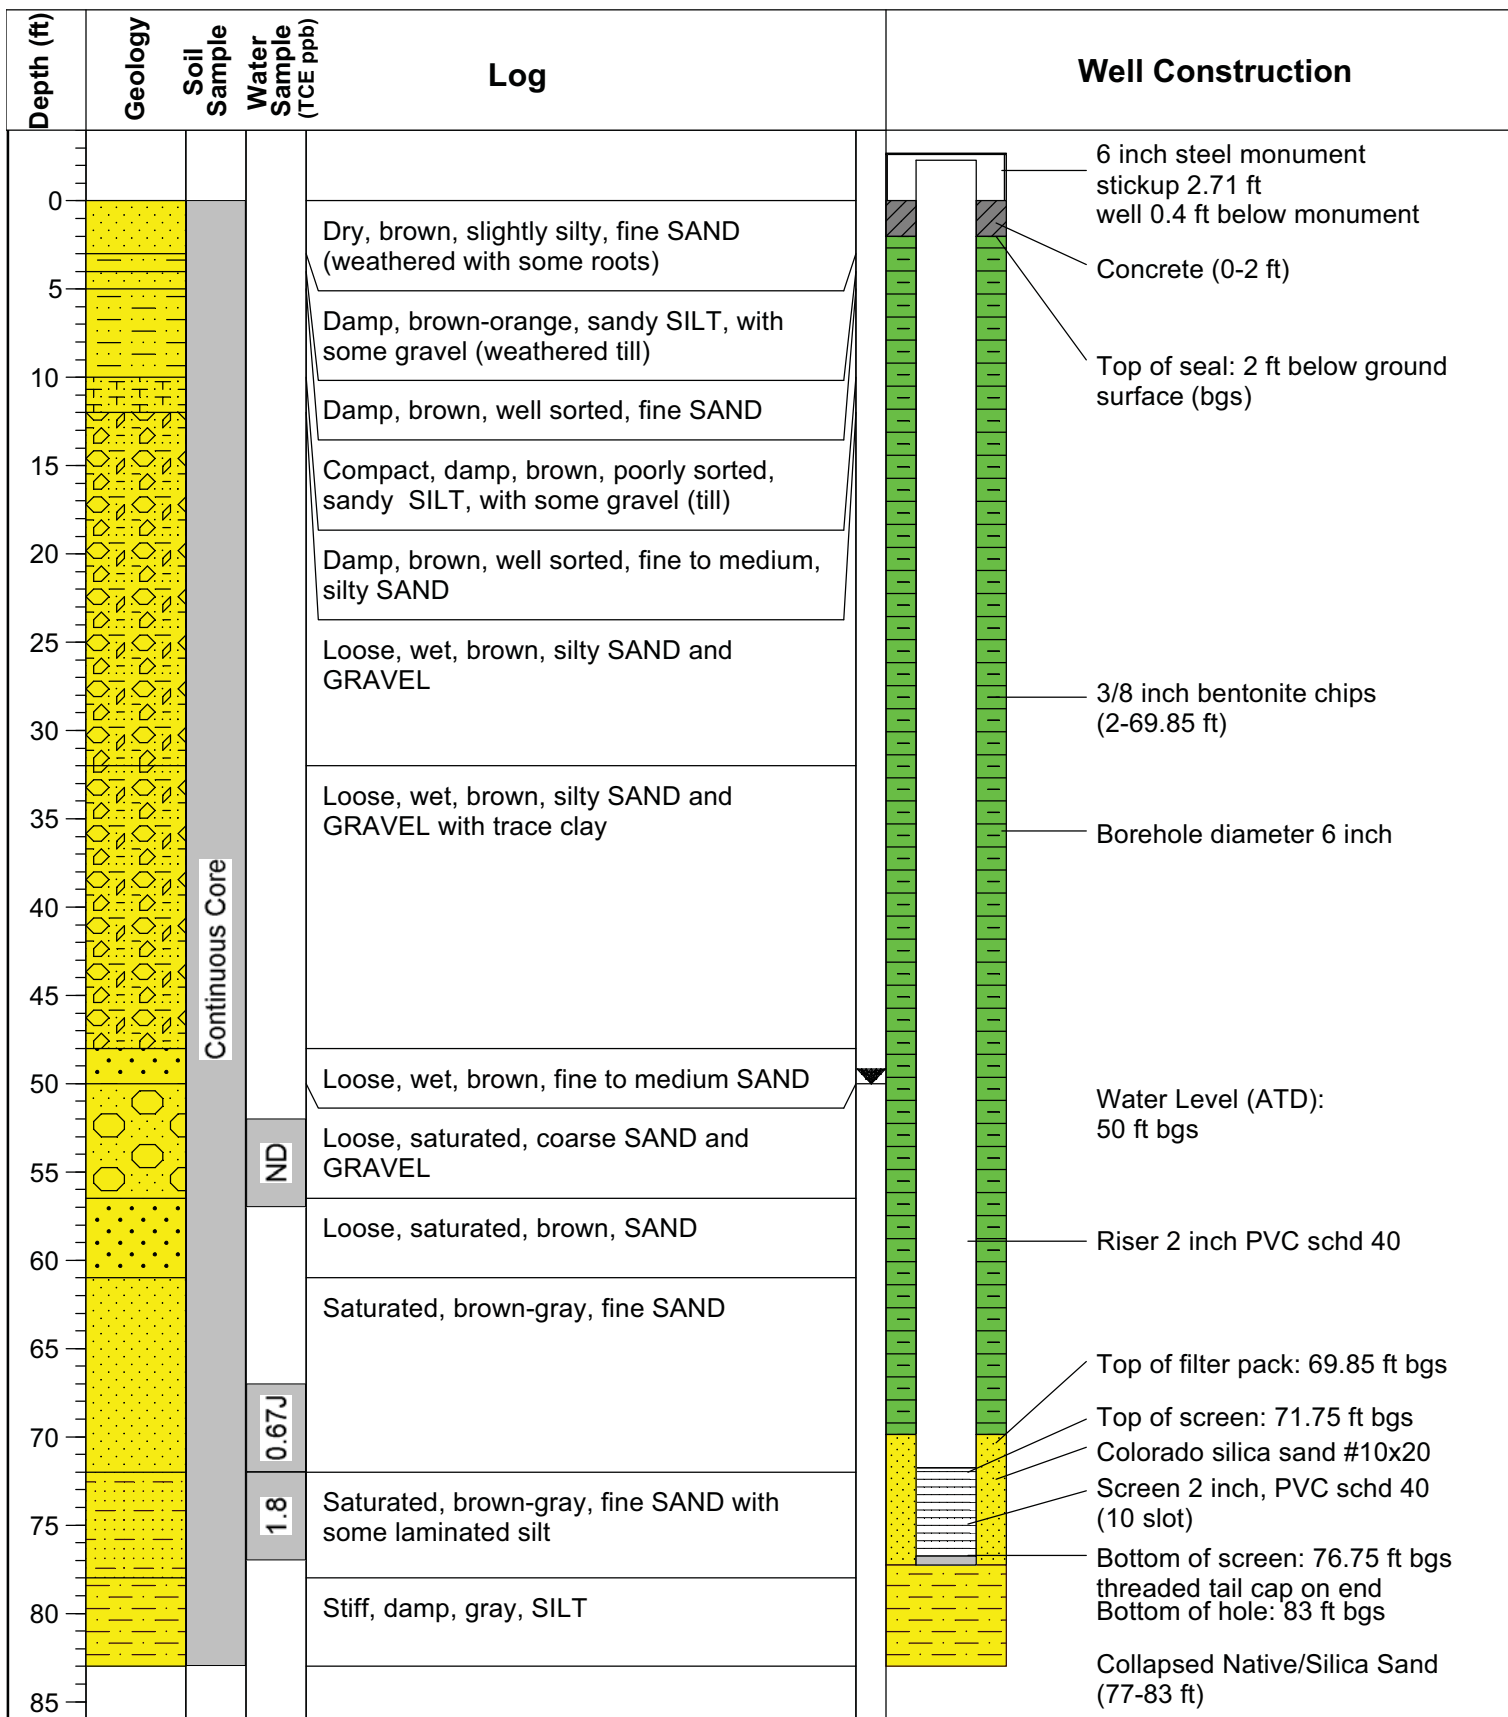 Depth (ft)
Geology
Soil
Sample
Water
Sample
(TCE ppb)
Log
Well Construction
0
5
10
15
20
25
30
35
40
45
50
55
60
65
70
75
80
85
Continuous Core
ND
0.67J
1.8
Dry, brown, slightly silty, fine SAND
(weathered with some roots)
Damp, brown-orange, sandy SILT, with
some gravel (weathered till)
Damp, brown, well sorted, fine SAND
Compact, damp, brown, poorly sorted,
sandy SILT, with some gravel (till)
Damp, brown, well sorted, fine to medium,
silty SAND
Loose, wet, brown, silty SAND and
GRAVEL
Loose, wet, brown, silty SAND and
GRAVEL with trace clay
Loose, wet, brown, fine to medium SAND
Loose, saturated, coarse SAND and
GRAVEL
Loose, saturated, brown, SAND
Saturated, brown-gray, fine SAND
Saturated, brown-gray, fine SAND with
some laminated silt
Stiff, damp, gray, SILT
6 inch steel monument
stickup 2.71 ft
well 0.4 ft below monument
Concrete (0-2 ft)
Top of seal: 2 ft below ground
surface (bgs)
3/8 inch bentonite chips
(2-69.85 ft)
Borehole diameter 6 inch
Water Level (ATD):
50 ft bgs
Riser 2 inch PVC schd 40
Top of filter pack: 69.85 ft bgs
Top of screen: 71.75 ft bgs
Colorado silica sand #10x20
Screen 2 inch, PVC schd 40
(10 slot)
Bottom of screen: 76.75 ft bgs
threaded tail cap on end
Bottom of hole: 83 ft bgs
Collapsed Native/Silica Sand
(77-83 ft)